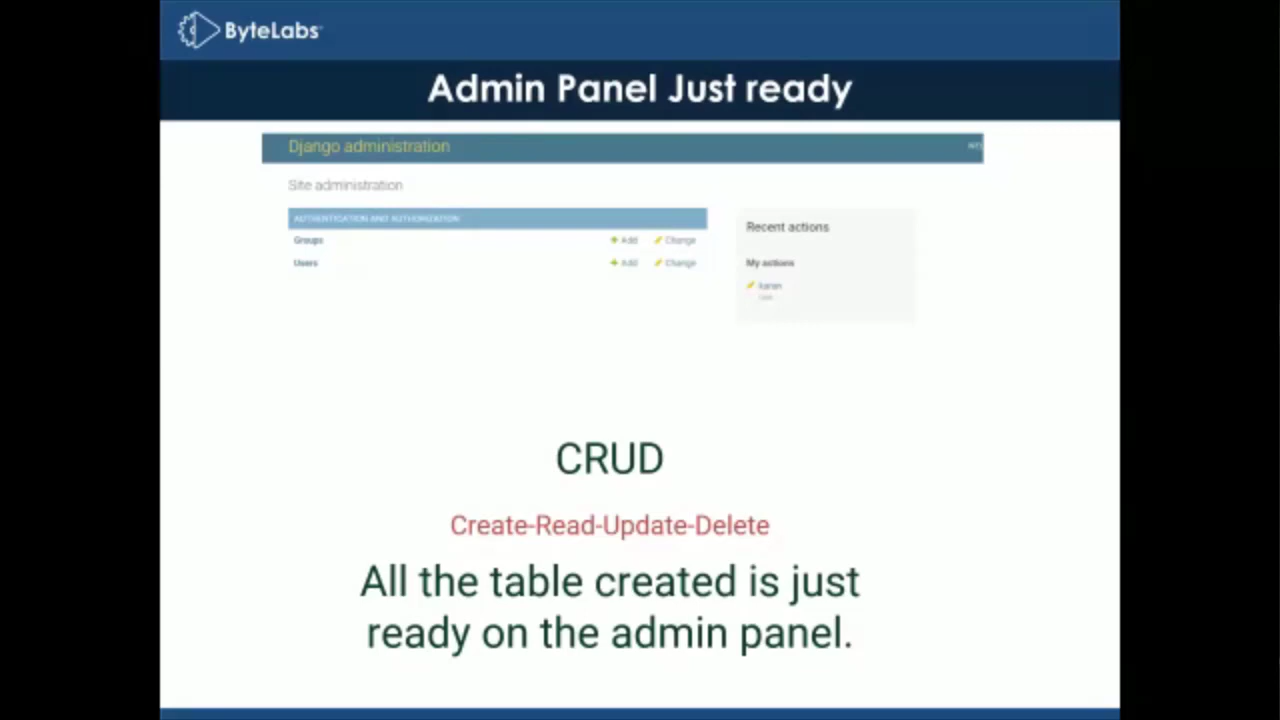 ByteLabs
Admin Panel Just ready
Django administration
Site administration
AUTHENTICATION AND AUTHORIZATION
Groups
Add
Change
Users
Add
Change
Recent actions
My actions
CRUD
Create-Read-Update-Delete
All the table created is just
ready on the admin panel.